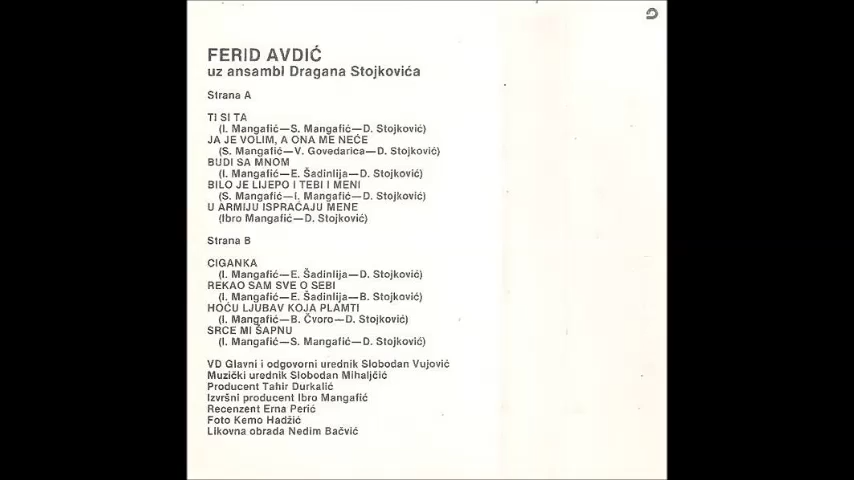 FERID AVDIĆ
uz ansambl Dragana Stojkovića
Strana A
TI SI TA
(I. Mangafić—S. Mangafić—D. Stojković)
JA JE VOLIM, A ONA ME NEĆE
(S. Mangafić—V. Govedarica—D. Stojković)
BUDI SA MNOM
(I. Mangafić—E. Šadinlija—D. Stojković)
BILO JE LIJEPO I TEBI I MENI
(S. Mangafić—I. Mangafić—D. Stojković)
U ARMIJU ISPRAĆAJU MENE
(Ibro Mangafić—D. Stojković)
Strana B
CIGANKA
(I. Mangafić—E. Šadinlija—D. Stojković)
REKAO SAM SVE O SEBI
(I. Mangafić—E. Šadinlija—B. Stojković)
HOĆU LJUBAV KOJA PLAMTI
(I. Mangafić—B. Čvoro—D. Stojković)
SRCE MI ŠAPNU
(I. Mangafić—S. Mangafić—D. Stojković)
VD Glavni i odgovorni urednik Slobodan Vujović
Muzički urednik Slobodan Mihaljčić
Producent Tahir Durkalić
Izvršni producent Ibro Mangafić
Recenzent Erna Perić
Foto Kemo Hadžić
Likovna obrada Nedim Bačvić